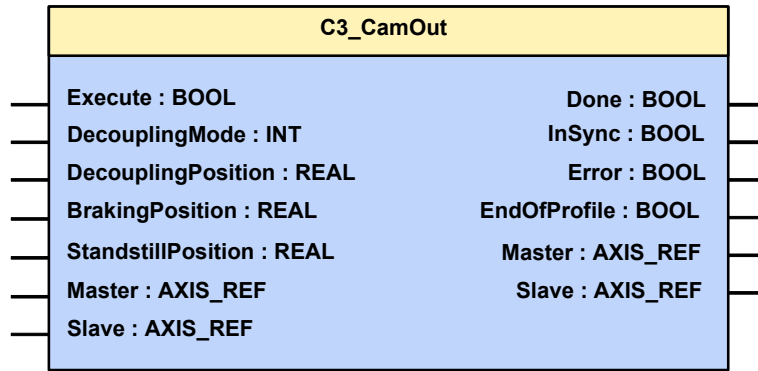 C3_CamOut
Execute : BOOL
Done : BOOL
DecouplingMode : INT
InSync : BOOL
DecouplingPosition : REAL
Error : BOOL
BrakingPosition : REAL
EndOfProfile : BOOL
StandstillPosition : REAL
Master : AXIS_REF
Master : AXIS_REF
Slave : AXIS_REF
Slave : AXIS_REF